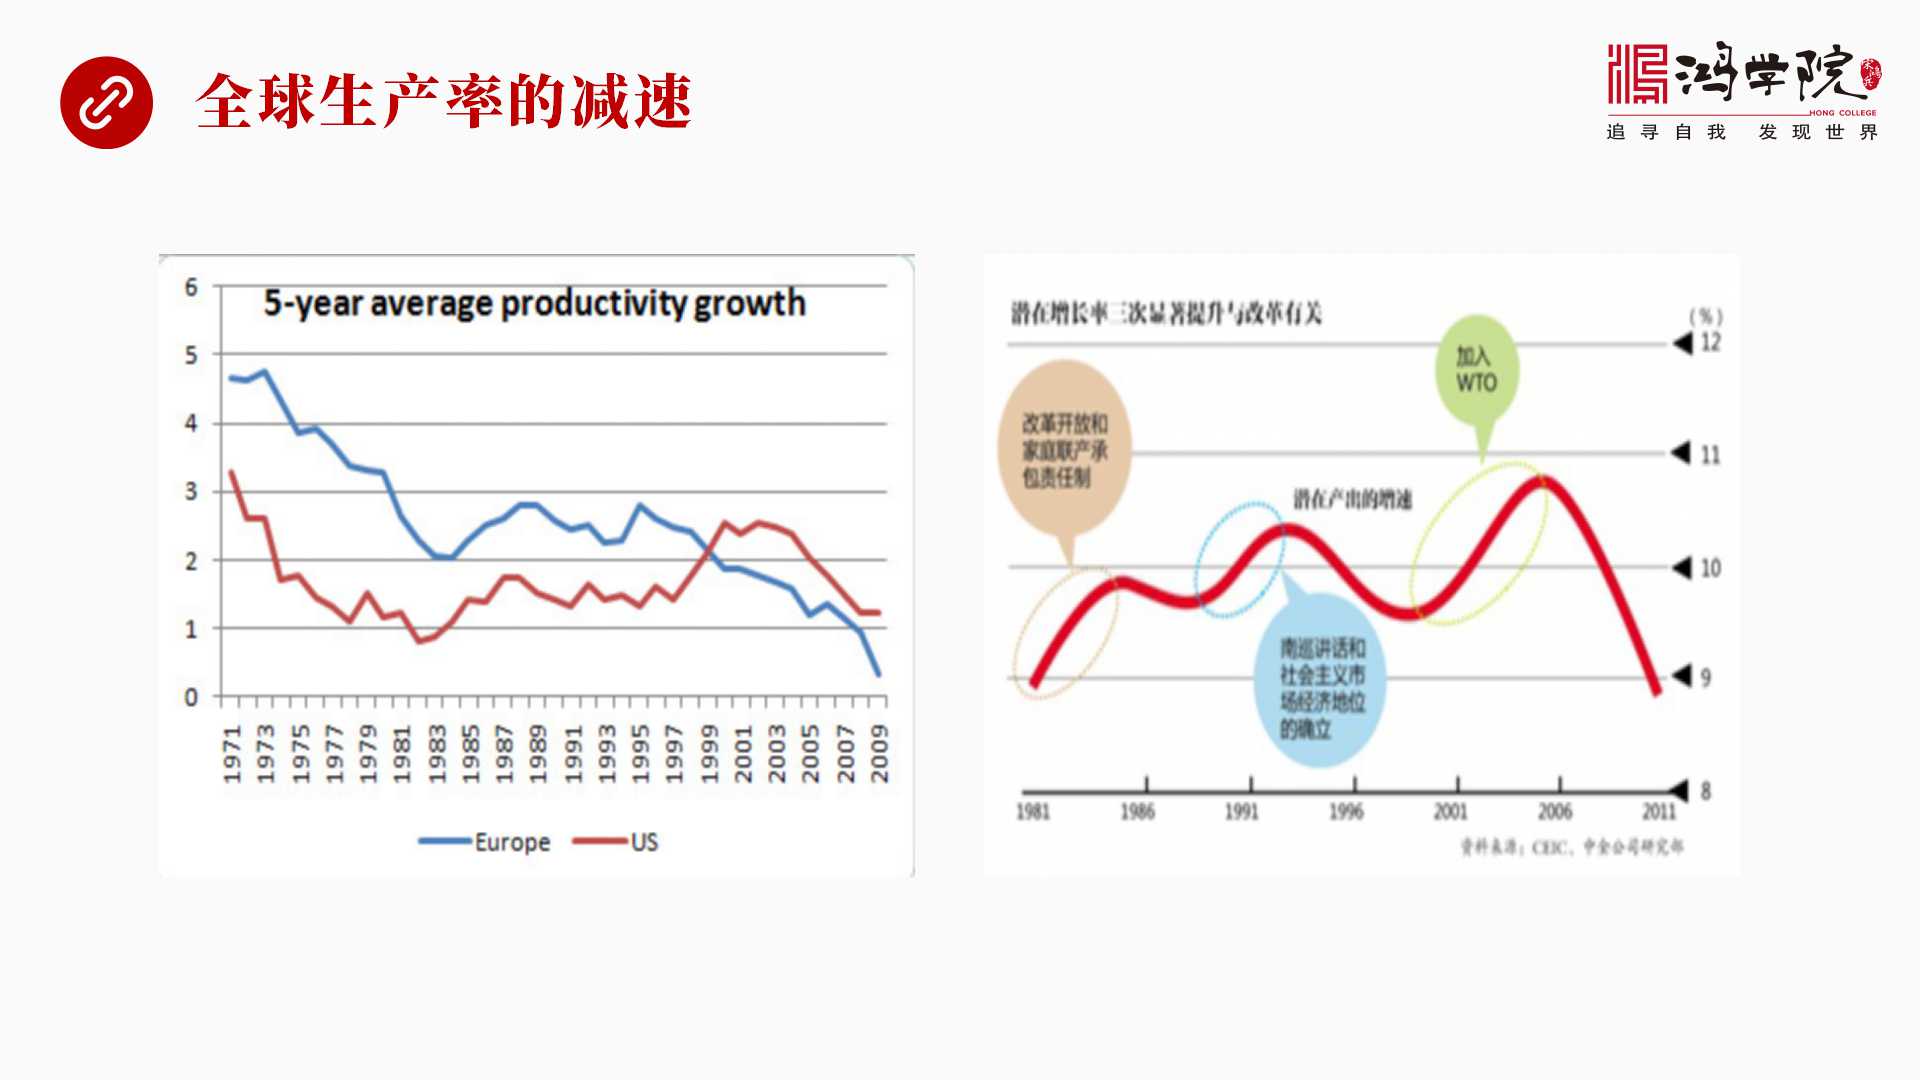 全球生产率的减速
鸿学院
宋鸿兵
HONG COLLEGE
追寻自我 发现世界
5-year average productivity growth
6
5
4
3
2
1
0
1971 1973 1975 1977 1979 1981 1983 1985 1987 1989 1991 1993 1995 1997 1999 2001 2003 2005 2007 2009
Europe US
潜在增长率三次显著提升与改革有关
(%)
12
11
10
9
8
加入
WTO
改革开放和
家庭联产承
包责任制
潜在产出的增速
南巡讲话和
社会主义市
场经济地位
的确立
1981 1986 1991 1996 2001 2006 2011
资料来源：CEIC，中金公司研究部